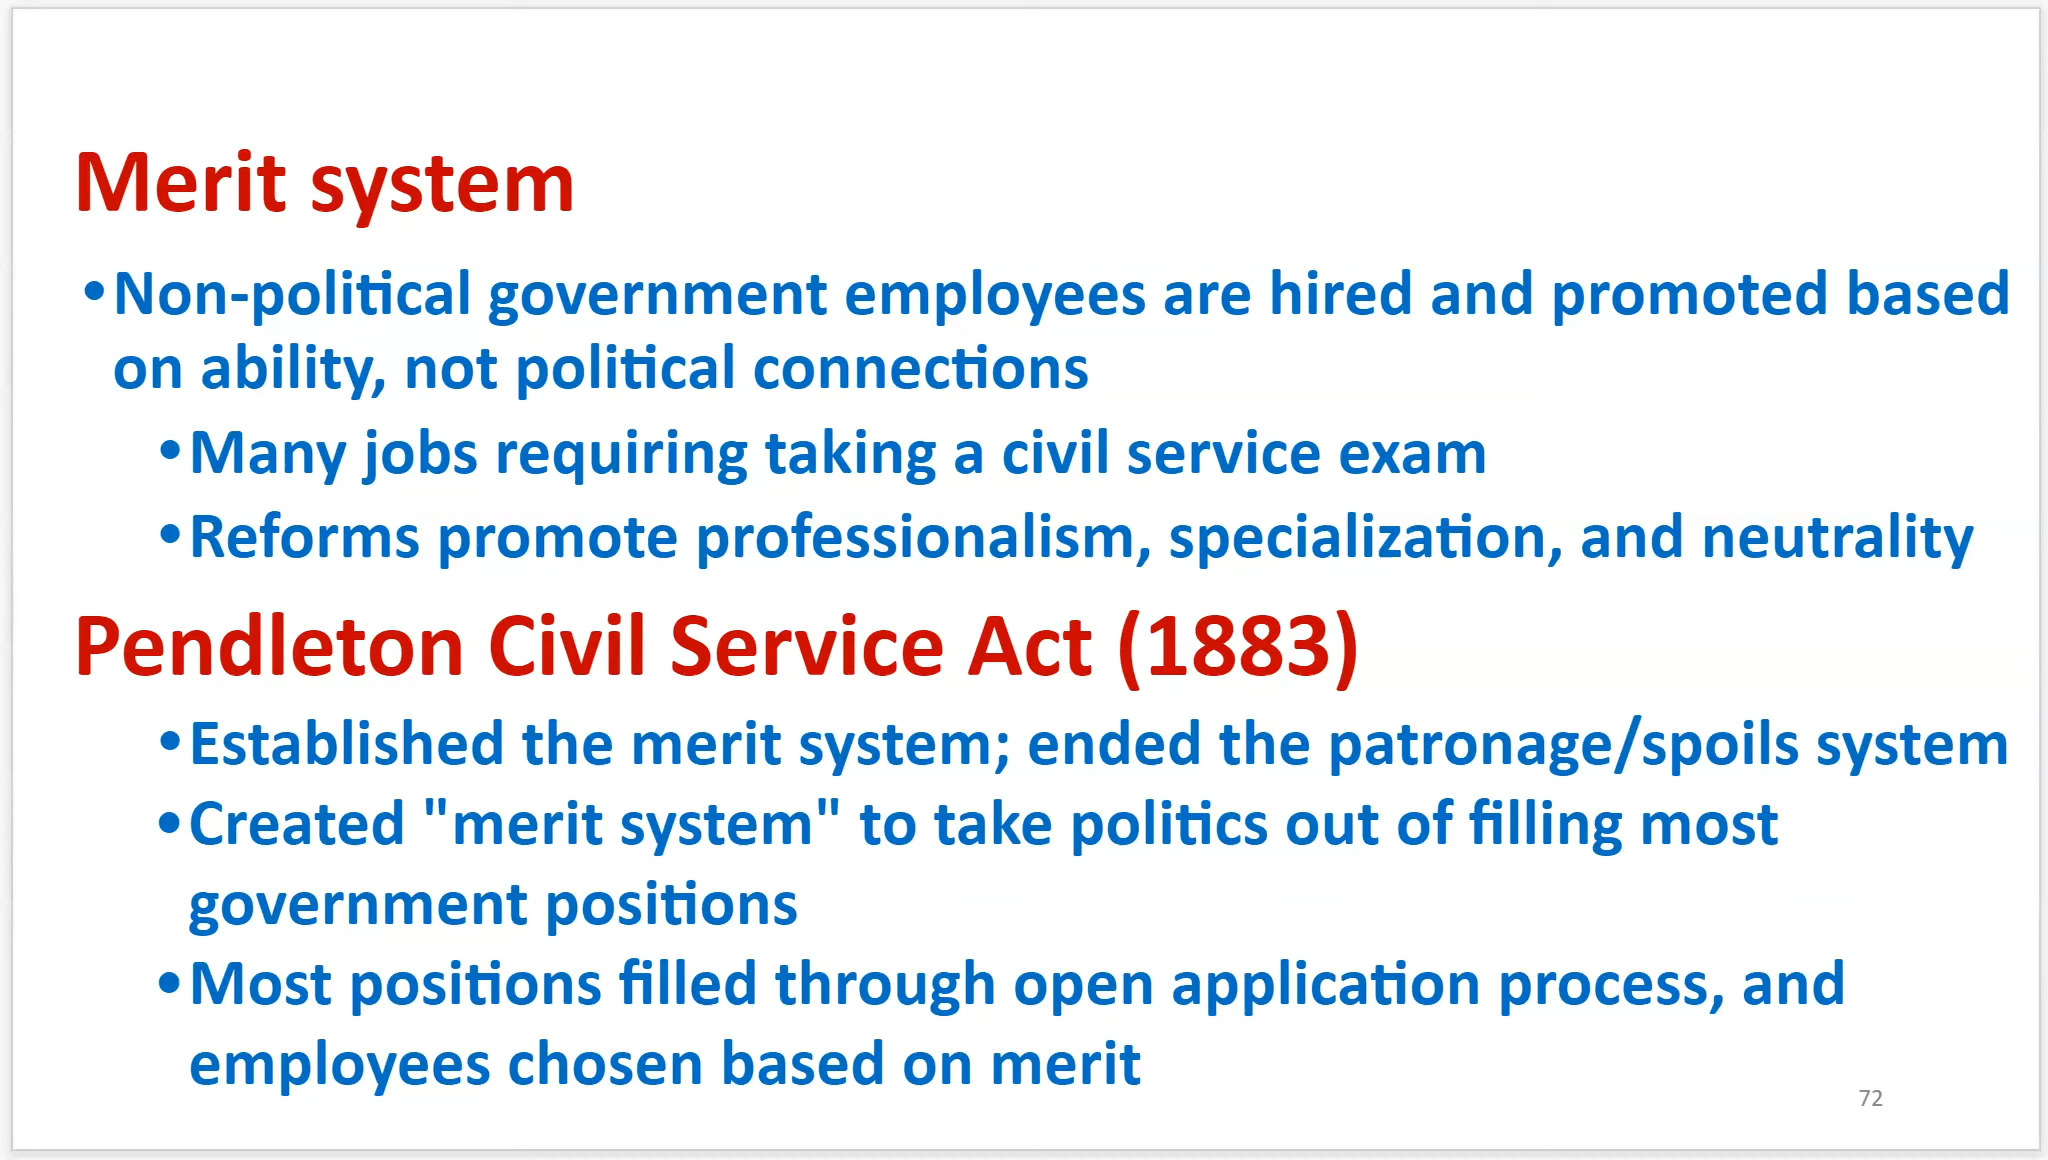 Merit system
•Non-political government employees are hired and promoted based
on ability, not political connections
•Many jobs requiring taking a civil service exam
•Reforms promote professionalism, specialization, and neutrality
Pendleton Civil Service Act (1883)
•Established the merit system; ended the patronage/spoils system
•Created "merit system" to take politics out of filling most
government positions
•Most positions filled through open application process, and
employees chosen based on merit
72